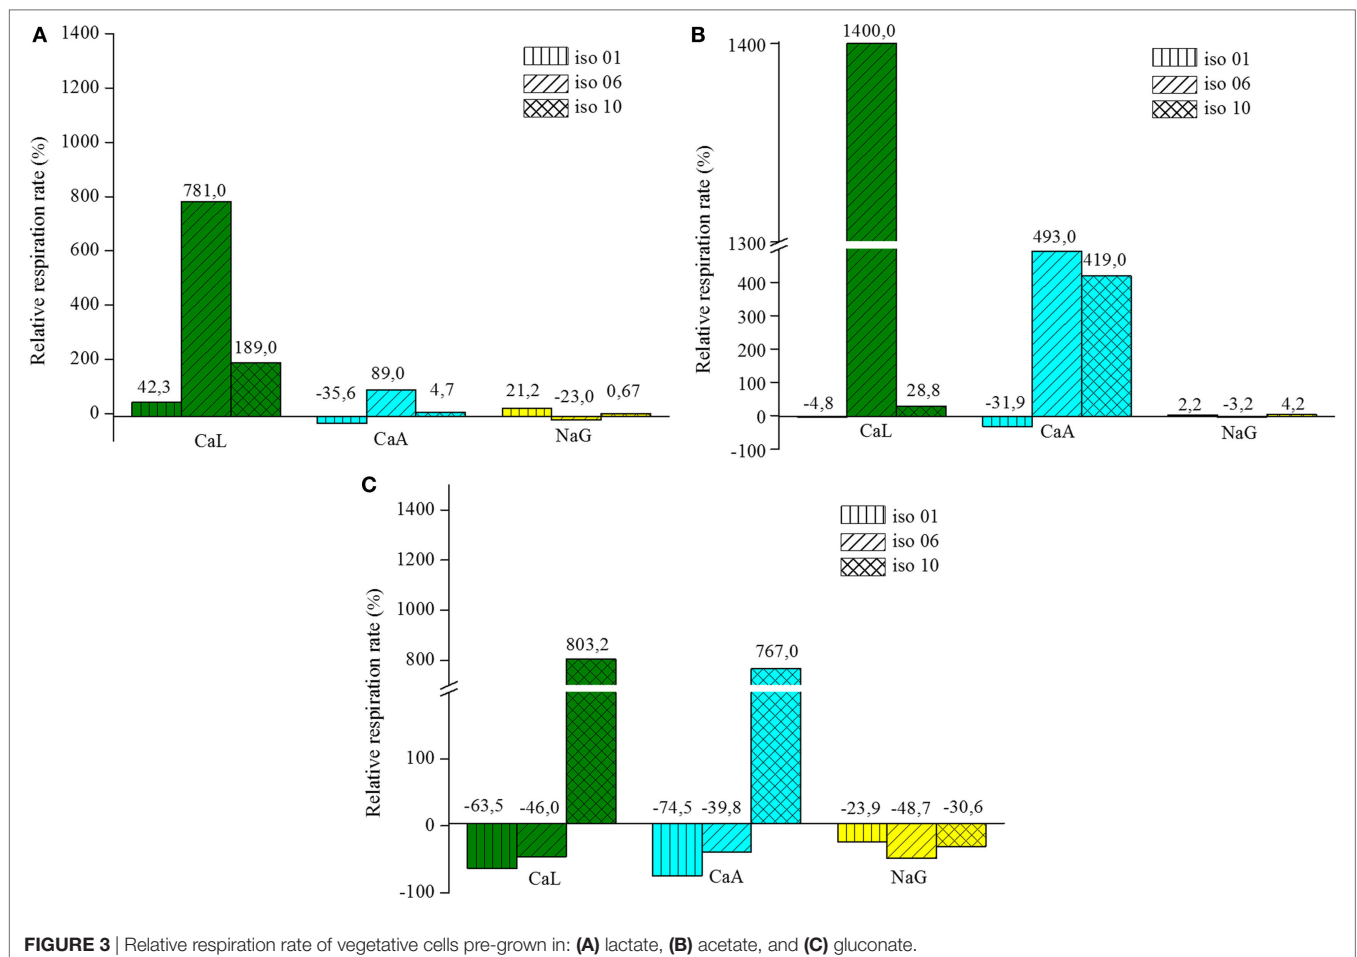 A
1400
1200
1000
800
600
400
200
0
Relative respiration rate (%)
iso 01
iso 06
iso 10
42,3
781,0
189,0
-35,6
89,0
4,7
21,2
-23,0
0,67
CaL
CaA
NaG
B
1400
1300
400
300
200
100
0
-100
Relative respiration rate (%)
iso 01
iso 06
iso 10
-4,8
1400,0
28,8
-31,9
493,0
419,0
2,2
-3,2
4,2
CaL
CaA
NaG
C
1400
1200
1000
800
100
0
-100
Relative respiration rate (%)
iso 01
iso 06
iso 10
-63,5
-46,0
803,2
-74,5
-39,8
767,0
-23,9
-48,7
-30,6
CaL
CaA
NaG
FIGURE 3 | Relative respiration rate of vegetative cells pre-grown in: (A) lactate, (B) acetate, and (C) gluconate.